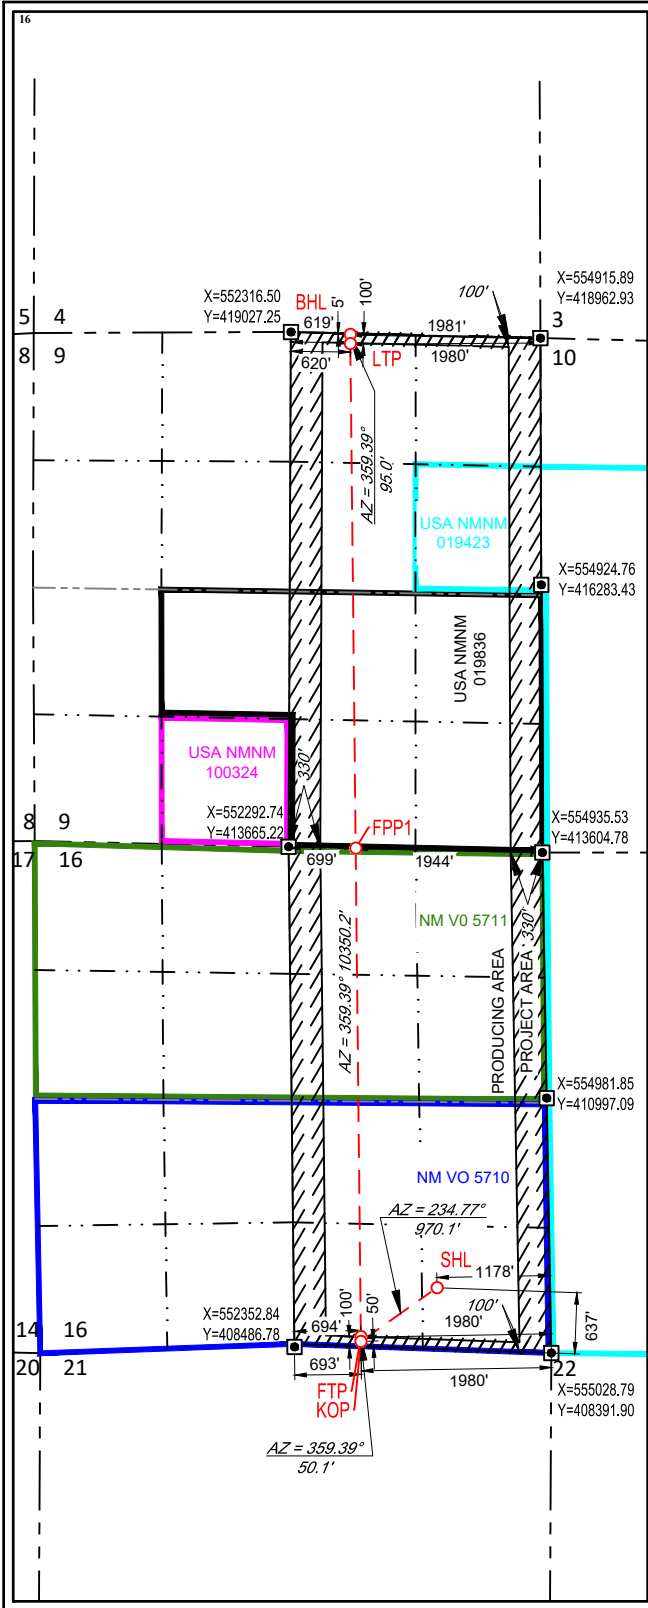 16
X=552316.50
Y=419027.25
BHL
5'
100'
100'
X=554915.89
Y=418962.93
5 4
619'
1981'
3
8 9
620'
LTP
1980'
10
AZ = 359.39°
95.0'
USA NMNM
019423
X=554924.76
Y=416283.43
USA NMNM
019836
USA NMNM
100324
330'
X=552292.74
Y=413665.22
FPP1
X=554935.53
Y=413604.78
8 9
17 16
699'
1944'
NM V0 5711
330'
AZ = 359.39° 10350.2'
PRODUCING AREA
PROJECT AREA
X=554981.85
Y=410997.09
NM VO 5710
AZ = 234.77°
970.1'
SHL
1178'
X=552352.84
Y=408486.78
694'
100'
50'
1980'
100'
637'
14 16
20 21
693'
1980'
22
FTP
KOP
X=555028.79
Y=408391.90
AZ = 359.39°
50.1'